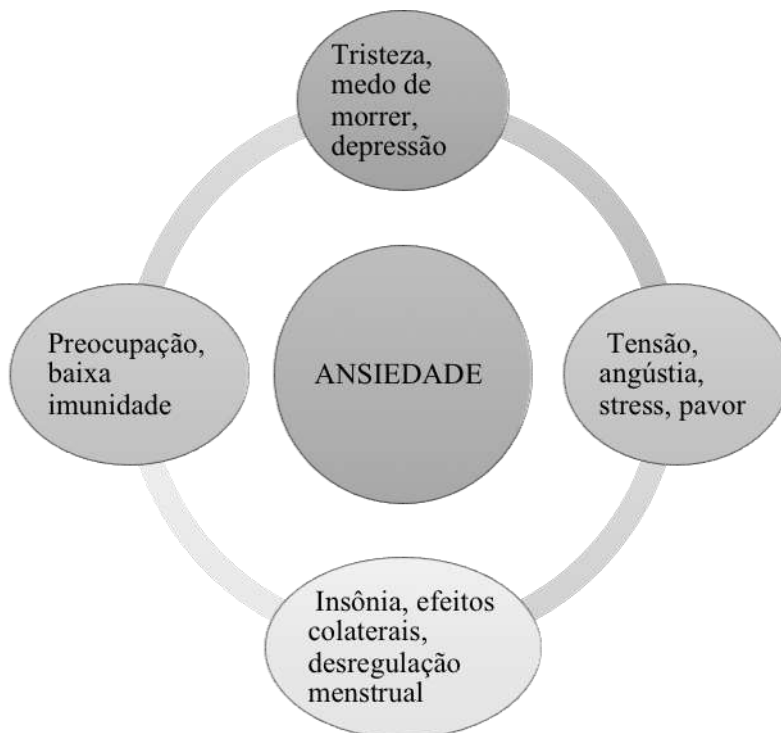 Tristeza,
medo de
morrer,
depressão
Preocupação,
baixa
imunidade
ANSIEDADE
Tensão,
angústia,
stress, pavor
Insônia, efeitos
colaterais,
desregulação
menstrual